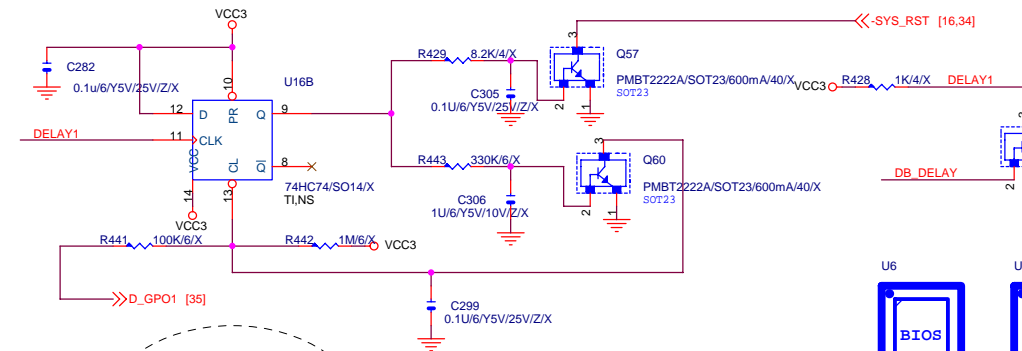 VCC3
-SYS_RST [16,34]
3
R429
8.2K/4/X
Q57
C282
0.1u/6/Y5V/25V/Z/X
10
U16B
PMBT2222A/SOT23/600mA/40/X
SOT23
VCC3
R428
1K/4/X
DELAY1
C305
0.1U/6/Y5V/25V/Z/X
2
1
12
D
PR
Q
9
DELAY1
11
CLK
3
2
VCC
CL
QI
8
R443
330K/6/X
Q60
74HC74/SO14/X
TI,NS
PMBT2222A/SOT23/600mA/40/X
SOT23
DB_DELAY
2
14
13
C306
1U/6/Y5V/10V/Z/X
2
1
VCC3
R441
100K/6/X
R442
1M/6/X
VCC3
U6
U
D_GPO1 [35]
C299
0.1U/6/Y5V/25V/Z/X
BIOS